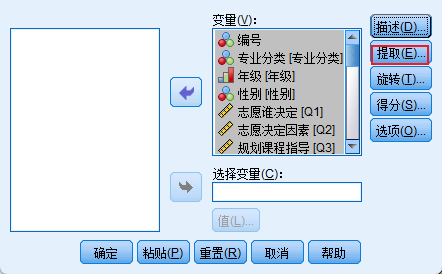 变量(V):
编号
专业分类 [专业分类]
年级 [年级]
性别 [性别]
志愿谁决定 [Q1]
志愿决定因素 [Q2]
规划课程指导 [Q3]
描述(D)...
提取(E)...
旋转(T)...
得分(S)...
选项(O)...
选择变量(C):
值(L)...
确定
粘贴(P)
重置(R)
取消
帮助